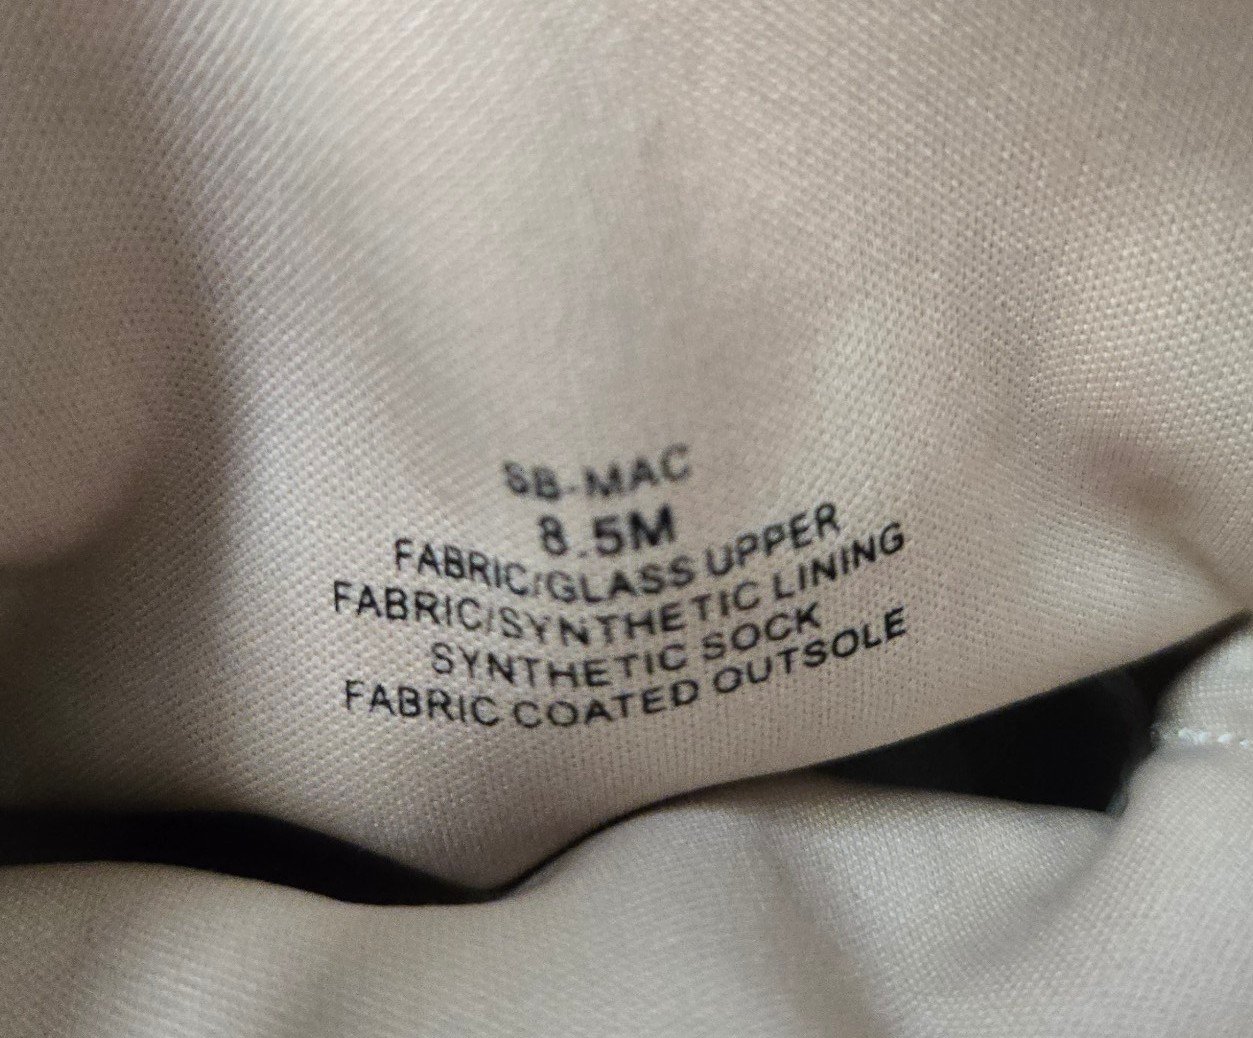 SB-MAC
8.5M
FABRIC/GLASS UPPER
FABRIC/SYNTHETIC LINING
SYNTHETIC SOCK
FABRIC COATED OUTSOLE